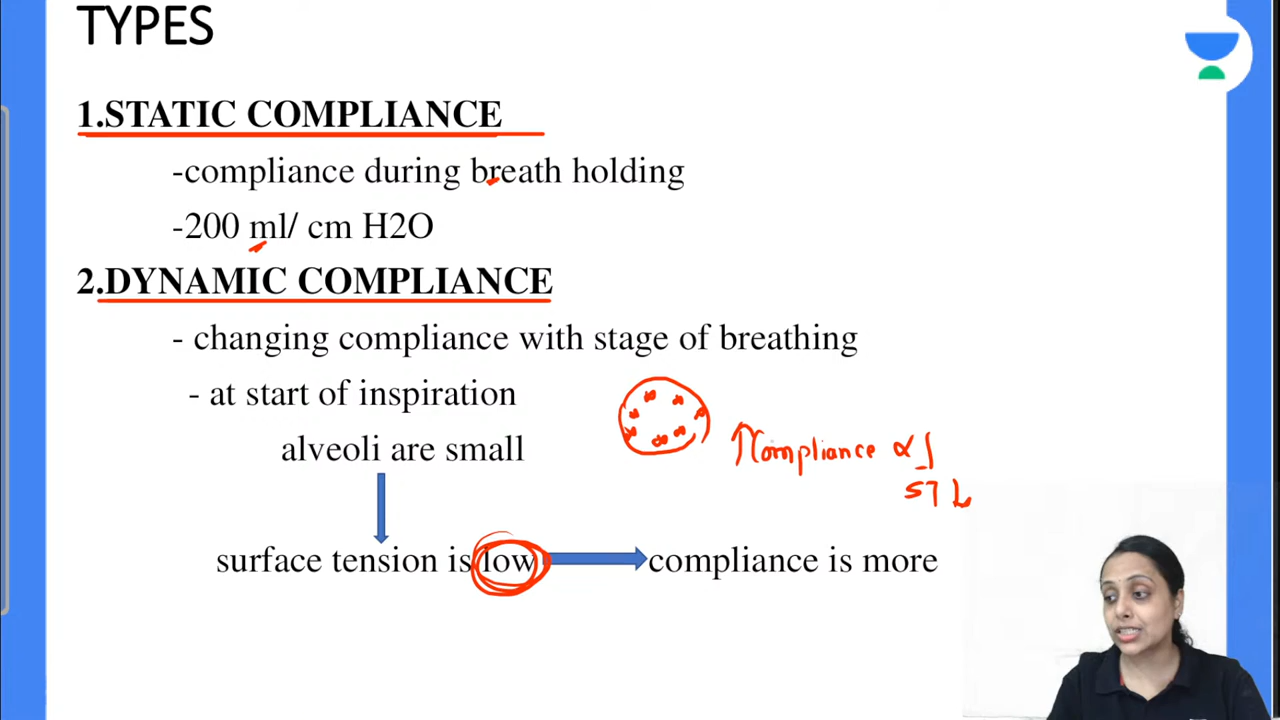 TYPES
1.STATIC COMPLIANCE
-compliance during breath holding
-200 ml/ cm H2O
2.DYNAMIC COMPLIANCE
- changing compliance with stage of breathing
- at start of inspiration
alveoli are small
↑Compliance ∝ 1
ST ↓
surface tension is low
compliance is more